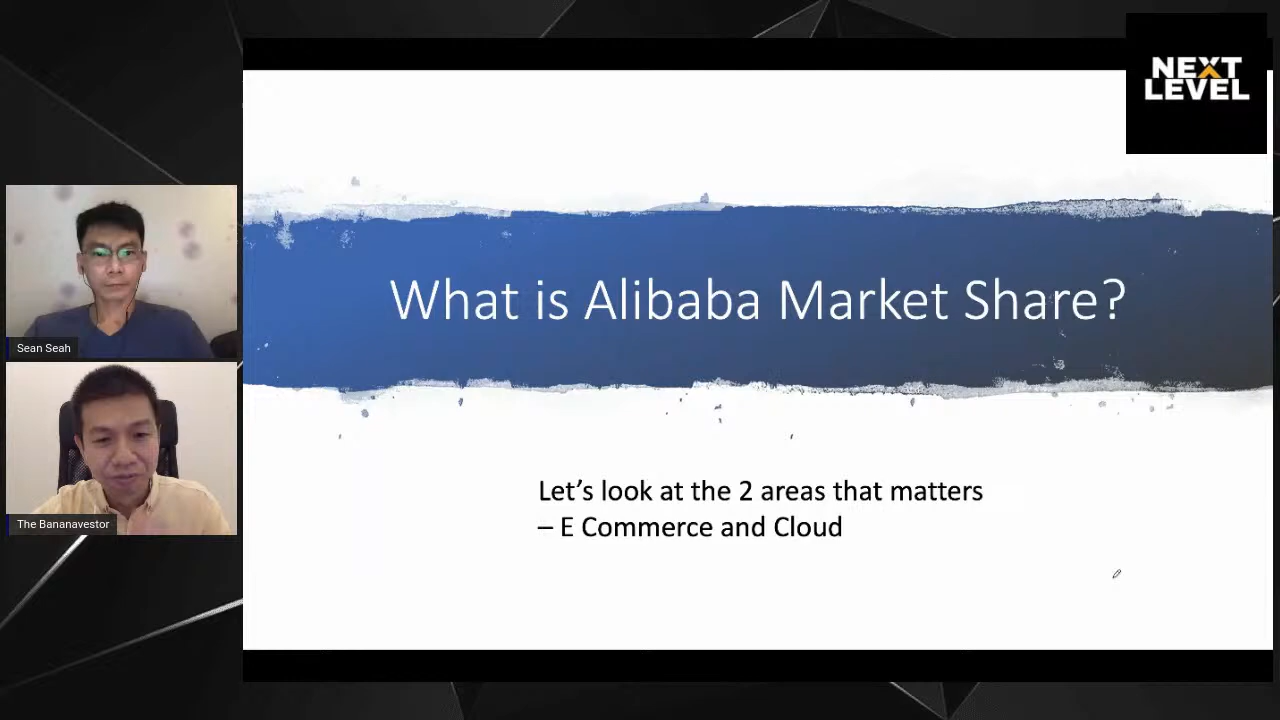 NEXT
LEVEL
What is Alibaba Market Share?
Let’s look at the 2 areas that matters
– E Commerce and Cloud
Sean Seah
The Bananavestor